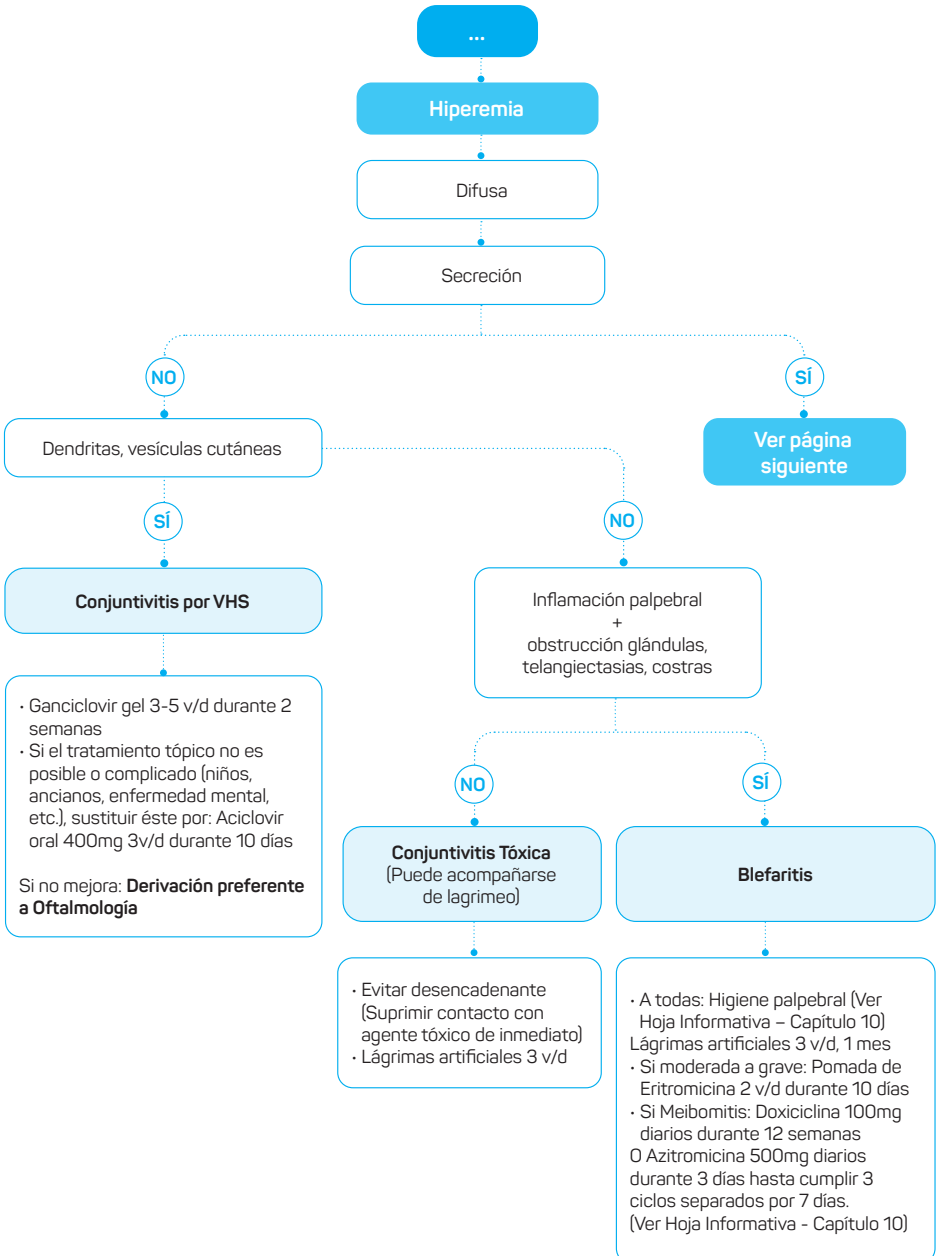 ...
Hiperemia
Difusa
Secreción
NO
SÍ
Dendritas, vesículas cutáneas
Ver página
siguiente
SÍ
NO
Conjuntivitis por VHS
Inflamación palpebral
+
obstrucción glándulas,
telangiectasias, costras
· Ganciclovir gel 3-5 v/d durante 2
semanas
· Si el tratamiento tópico no es
posible o complicado (niños,
ancianos, enfermedad mental,
etc.), sustituir éste por: Aciclovir
oral 400mg 3v/d durante 10 días
Si no mejora: Derivación preferente
a Oftalmología
NO
SÍ
Conjuntivitis Tóxica
(Puede acompañarse
de lagrimeo)
Blefaritis
· Evitar desencadenante
(Suprimir contacto con
agente tóxico de inmediato)
· Lágrimas artificiales 3 v/d
· A todas: Higiene palpebral (Ver
Hoja Informativa – Capítulo 10)
Lágrimas artificiales 3 v/d, 1 mes
· Si moderada a grave: Pomada de
Eritromicina 2 v/d durante 10 días
· Si Meibomitis: Doxiciclina 100mg
diarios durante 12 semanas
O Azitromicina 500mg diarios
durante 3 días hasta cumplir 3
ciclos separados por 7 días.
(Ver Hoja Informativa - Capítulo 10)